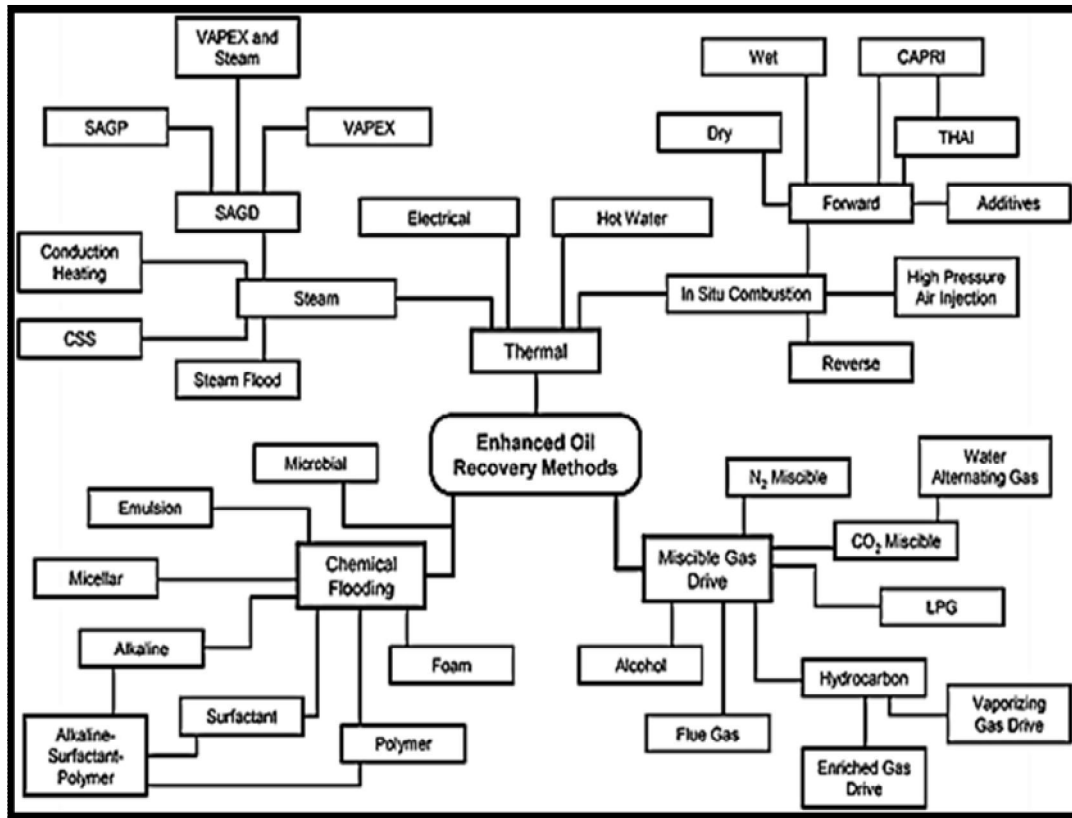 VAPEX and
Steam
Wet
CAPRI
SAGP
VAPEX
Dry
THAI
SAGD
Electrical
Hot Water
Forward
Additives
Conduction
Heating
Steam
In Situ Combustion
High Pressure
Air Injection
CSS
Thermal
Steam Flood
Reverse
Enhanced Oil
Recovery Methods
Microbial
N2 Miscible
Water
Alternating Gas
Emulsion
CO2 Miscible
Chemical
Flooding
Miscible Gas
Drive
Micellar
LPG
Alkaline
Foam
Alcohol
Hydrocarbon
Surfactant
Vaporizing
Gas Drive
Alkaline-
Surfactant-
Polymer
Polymer
Flue Gas
Enriched Gas
Drive